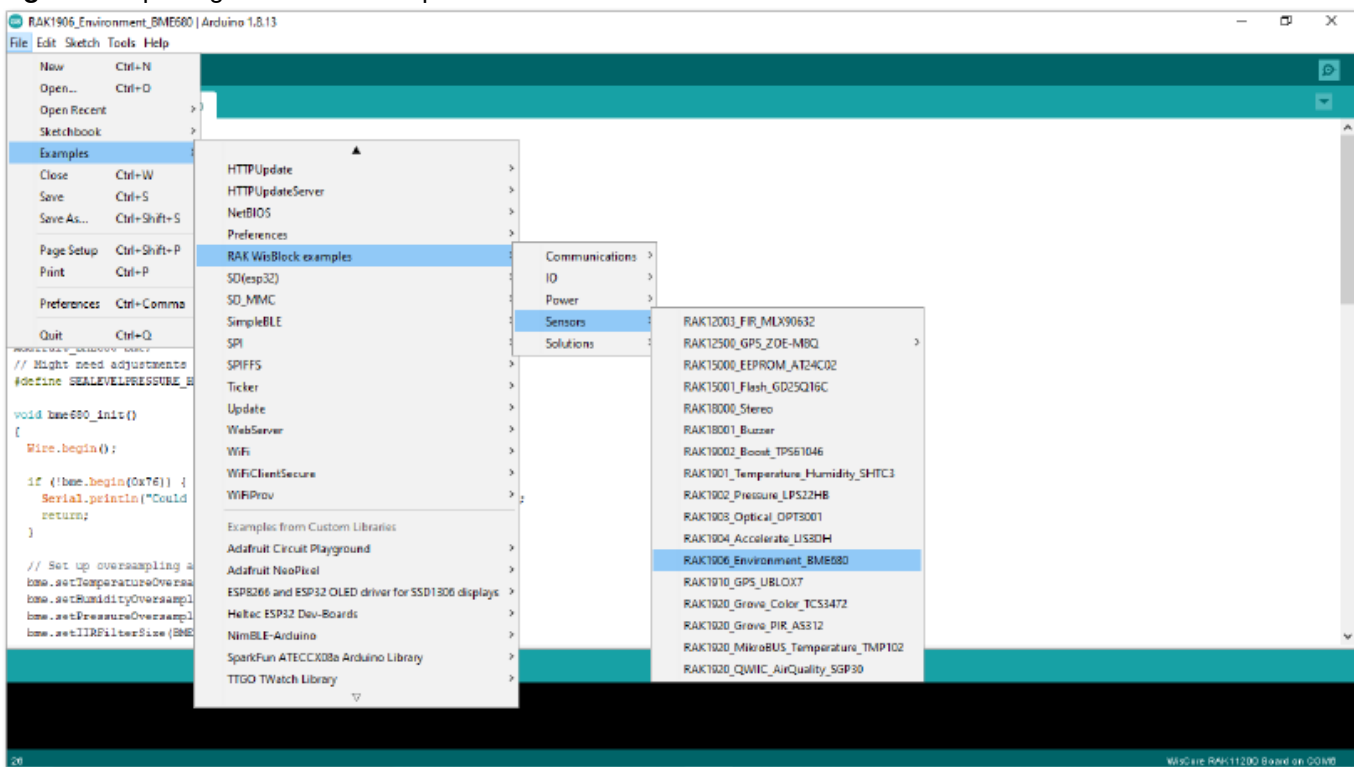 RAK1906_Environment_BME680 | Arduino 1.8.13
File Edit Sketch Tools Help
New Ctrl+N
Open... Ctrl+O
Open Recent
Sketchbook
Examples
Close Ctrl+W
Save Ctrl+S
Save As... Ctrl+Shift+S
Page Setup Ctrl+Shift+P
Print Ctrl+P
Preferences Ctrl+Comma
Quit Ctrl+Q
HTTPUpdate
HTTPUpdateServer
NetBIOS
Preferences
RAK WisBlock examples
SD(esp32)
SD_MMC
SimpleBLE
SPI
SPIFFS
Ticker
Update
WebServer
WiFi
WiFiClientSecure
WiFiProv
Examples from Custom Libraries
Adafruit Circuit Playground
Adafruit NeoPixel
ESP8266 and ESP32 OLED driver for SSD1306 displays
Heltec ESP32 Dev-Boards
NimBLE-Arduino
SparkFun ATECCX08a Arduino Library
TTGO TWatch Library
Communications
IO
Power
Sensors
Solutions
RAK12003_FIR_MLX90632
RAK12500_GPS_ZOE-M8Q
RAK15000_EEPROM_AT24C02
RAK15001_Flash_GD25Q16C
RAK18000_Stereo
RAK18001_Buzzer
RAK19002_Boost_TPS61046
RAK1901_Temperature_Humidity_SHTC3
RAK1902_Pressure_LPS22HB
RAK1903_Optical_OPT3001
RAK1904_Accelerate_LIS3DH
RAK1906_Environment_BME680
RAK1910_GPS_UBLOX7
RAK1920_Grove_Color_TCS3472
RAK1920_Grove_PIR_AS312
RAK1920_MikroBUS_Temperature_TMP102
RAK1920_QWIIC_AirQuality_SGP30
// Might need adjustments
#define SEALEVELPRESSURE_H
void bme680_init()
{
Wire.begin();
if (!bme.begin(0x76)) {
Serial.println("Could
return;
}
// Set up oversampling a
bme.setTemperatureOversa
bme.setHumidityOversampl
bme.setPressureOversampl
bme.setIIRFilterSize(BME
WisCore RAK11200 Board on COM6